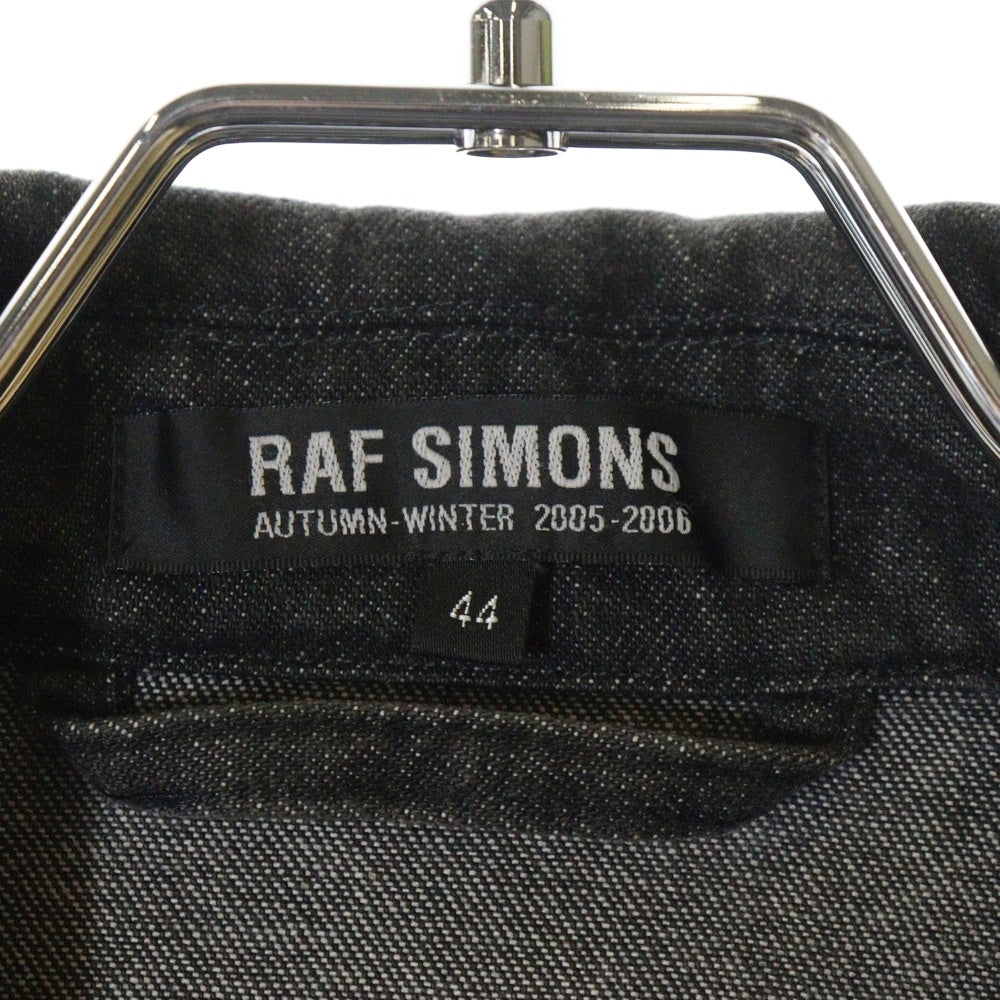 RAF SIMONS
AUTUMN-WINTER 2005-2006
44